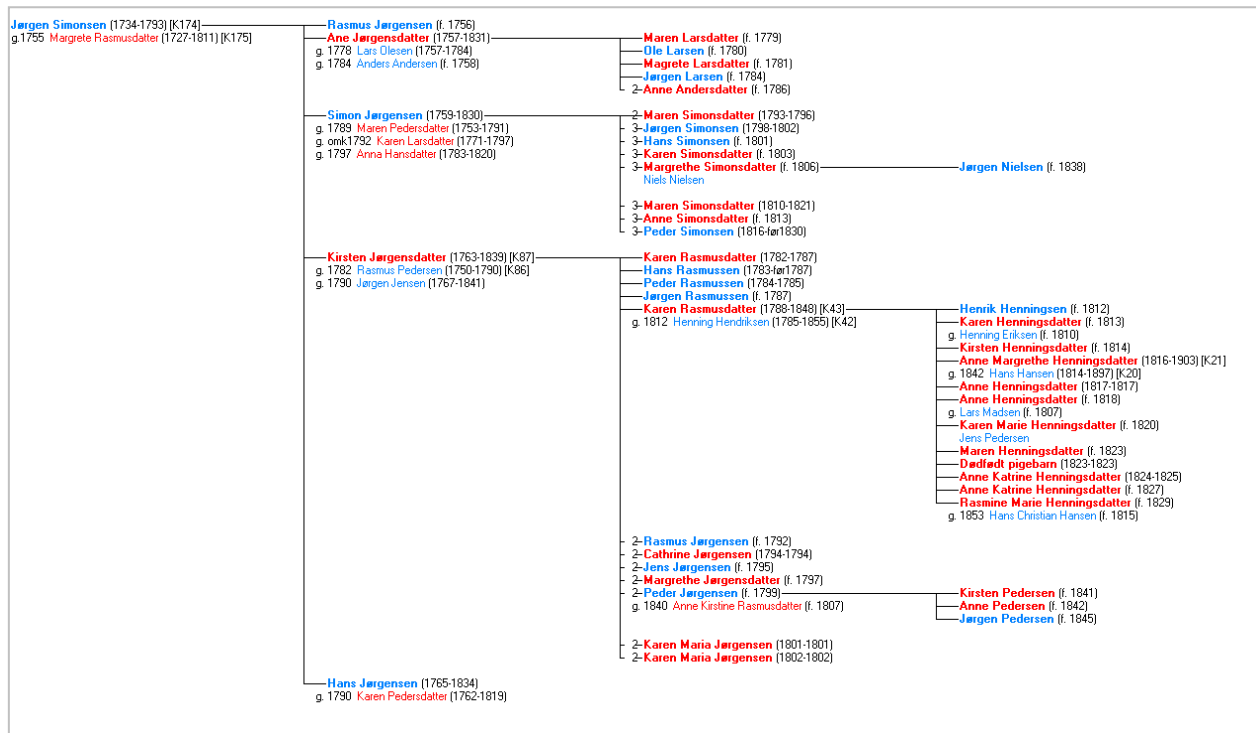 Jørgen Simonsen (1734-1793) [K174]
g.1755 Margrete Rasmusdatter (1727-1811) [K175]
Rasmus Jørgensen (f. 1756)
Ane Jørgensdatter (1757-1831)
g. 1778 Lars Olesen (1757-1784)
g. 1784 Anders Andersen (f. 1758)
Maren Larsdatter (f. 1779)
Ole Larsen (f. 1780)
Magrete Larsdatter (f. 1781)
Jørgen Larsen (f. 1784)
2 Anne Andersdatter (f. 1786)
Simon Jørgensen (1759-1830)
g. 1789 Maren Pedersdatter (1753-1791)
g. omk1792 Karen Larsdatter (1771-1797)
g. 1797 Anna Hansdatter (1783-1820)
2 Maren Simonsdatter (1793-1796)
3 Jørgen Simonsen (1798-1802)
3 Hans Simonsen (f. 1801)
3 Karen Simonsdatter (f. 1803)
3 Margrethe Simonsdatter (f. 1806)
Niels Nielsen
Jørgen Nielsen (f. 1838)
3 Maren Simonsdatter (1810-1821)
3 Anne Simonsdatter (f. 1813)
3 Peder Simonsen (1816-før1830)
Kirsten Jørgensdatter (1763-1839) [K87]
g. 1782 Rasmus Pedersen (1750-1790) [K86]
g. 1790 Jørgen Jensen (1767-1841)
Karen Rasmusdatter (1782-1787)
Hans Rasmussen (1783-før1787)
Peder Rasmussen (1784-1785)
Jørgen Rasmussen (f. 1787)
Karen Rasmusdatter (1788-1848) [K43]
g. 1812 Henning Hendriksen (1785-1855) [K42]
Henrik Henningsen (f. 1812)
Karen Henningsdatter (f. 1813)
g. Henning Eriksen (f. 1810)
Kirsten Henningsdatter (f. 1814)
Anne Margrethe Henningsdatter (1816-1903) [K21]
g. 1842 Hans Hansen (1814-1897) [K20]
Anne Henningsdatter (1817-1817)
Anne Henningsdatter (f. 1818)
g. Lars Madsen (f. 1807)
Karen Marie Henningsdatter (f. 1820)
Jens Pedersen
Maren Henningsdatter (f. 1823)
Dødfødt pigebarn (1823-1823)
Anne Katrine Henningsdatter (1824-1825)
Anne Katrine Henningsdatter (f. 1827)
Rasmine Marie Henningsdatter (f. 1829)
g. 1853 Hans Christian Hansen (f. 1815)
2 Rasmus Jørgensen (f. 1792)
2 Cathrine Jørgensen (1794-1794)
2 Jens Jørgensen (f. 1795)
2 Margrethe Jørgensdatter (f. 1797)
2 Peder Jørgensen (f. 1799)
g. 1840 Anne Kirstine Rasmusdatter (f. 1807)
Kirsten Pedersen (f. 1841)
Anne Pedersen (f. 1842)
Jørgen Pedersen (f. 1845)
2 Karen Maria Jørgensen (1801-1801)
2 Karen Maria Jørgensen (1802-1802)
Hans Jørgensen (1765-1834)
g. 1790 Karen Pedersdatter (1762-1819)